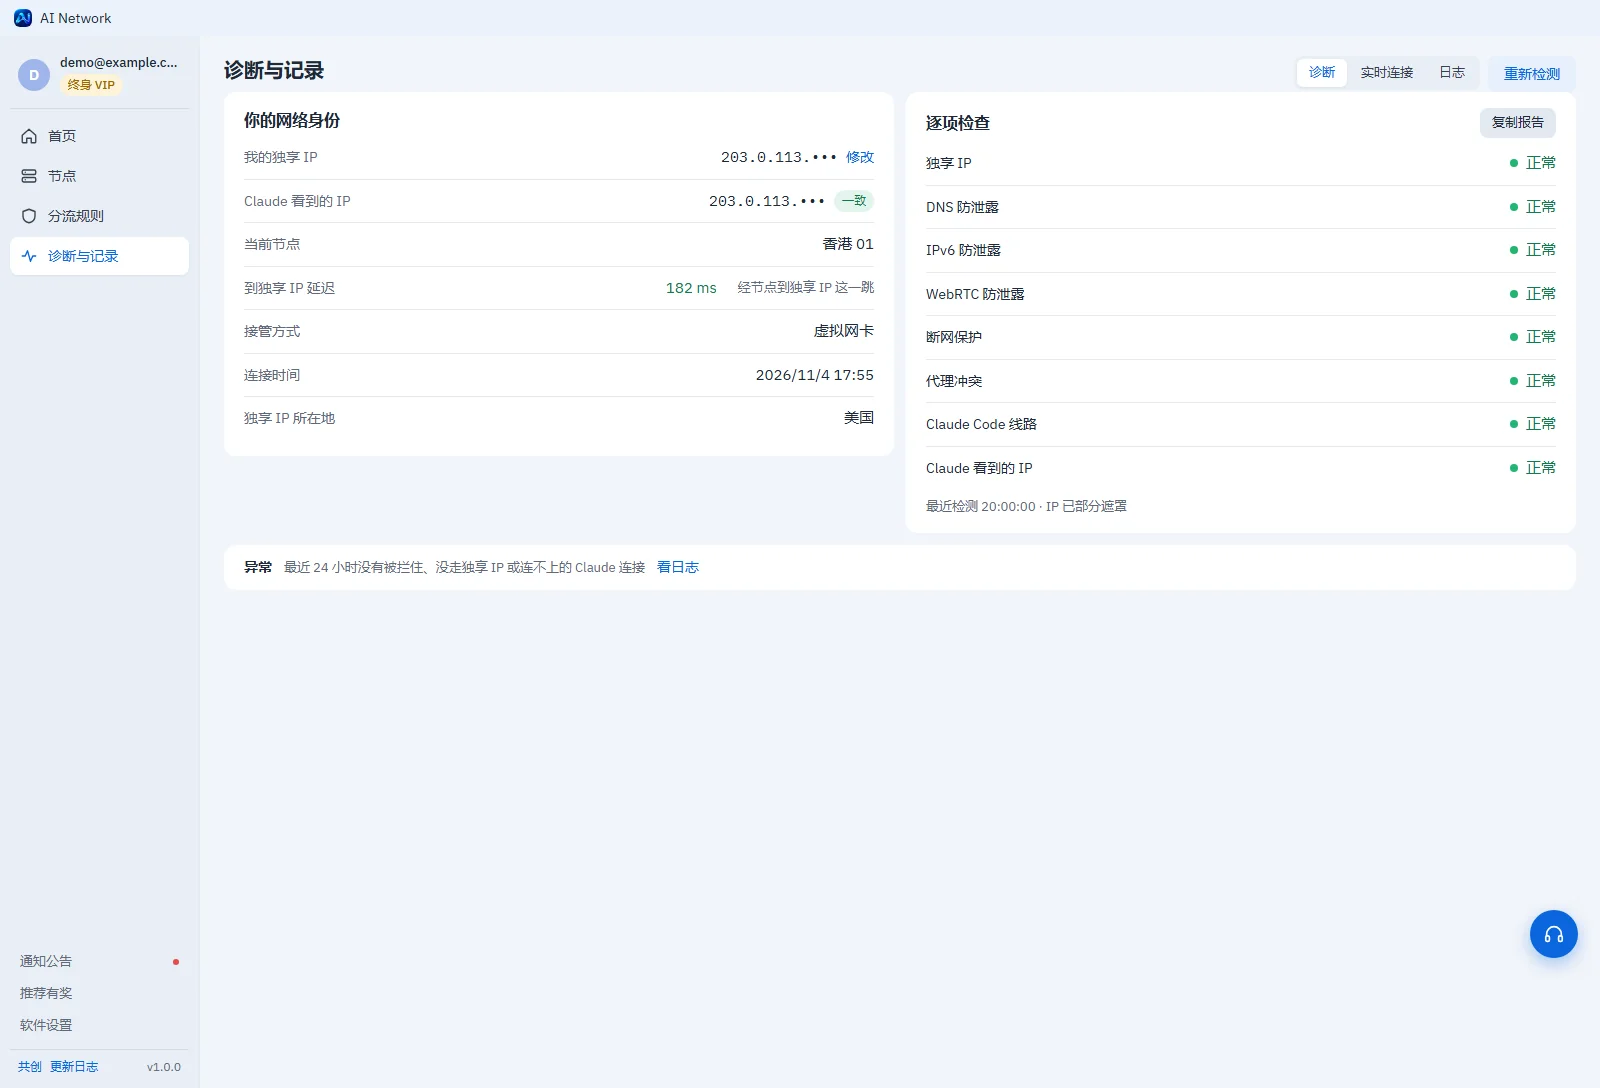 AI Network
D
demo@example.c...
终身 VIP
首页
节点
分流规则
诊断与记录
通知公告
推荐有奖
软件设置
共创 更新日志 v1.0.0
诊断与记录
诊断 实时连接 日志 重新检测
你的网络身份
我的独享 IP 203.0.113.••• 修改
Claude 看到的 IP 203.0.113.••• 一致
当前节点 香港 01
到独享 IP 延迟 182 ms 经节点到独享 IP 这一跳
接管方式 虚拟网卡
连接时间 2026/11/4 17:55
独享 IP 所在地 美国
逐项检查 复制报告
独享 IP 正常
DNS 防泄露 正常
IPv6 防泄露 正常
WebRTC 防泄露 正常
断网保护 正常
代理冲突 正常
Claude Code 线路 正常
Claude 看到的 IP 正常
最近检测 20:00:00 · IP 已部分遮罩
异常 最近 24 小时没有被拦住、没走独享 IP 或连不上的 Claude 连接 看日志